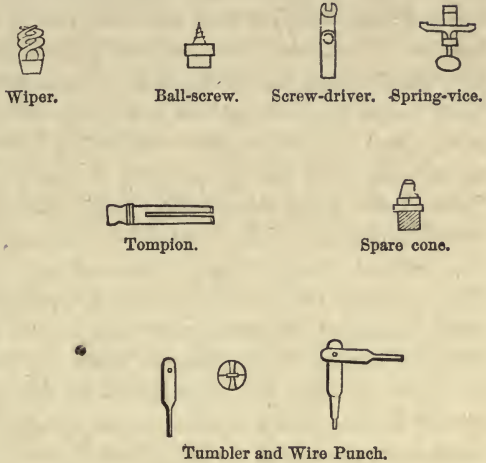 Wiper. Ball-screw. Screw-driver. Spring-vice.
Tompion. Spare cone.
Tumbler and Wire Punch.